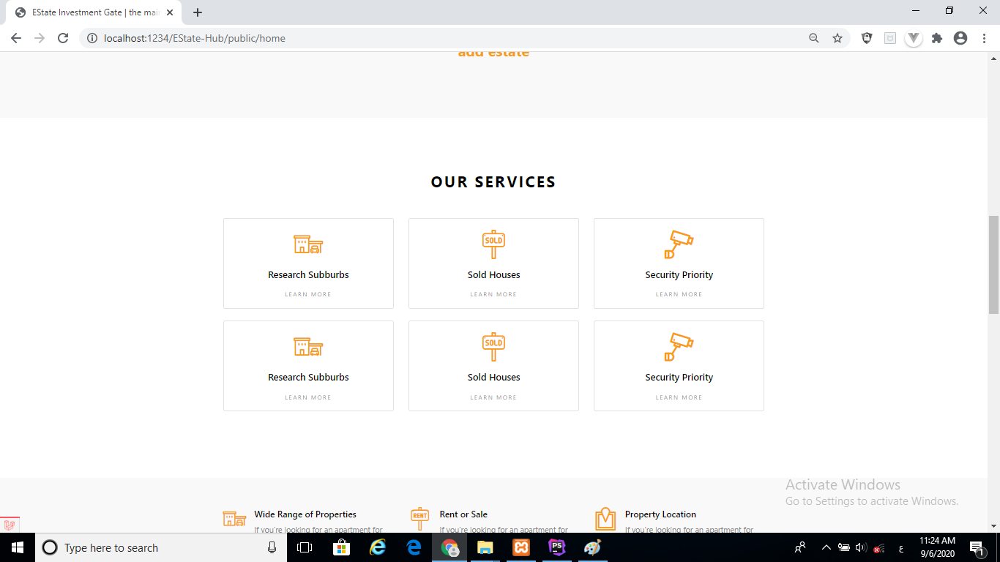 EState Investment Gate | the mai
localhost:1234/EState-Hub/public/home
add estate
OUR SERVICES
SOLD
Research Subburbs
Sold Houses
Security Priority
LEARN MORE
LEARN MORE
LEARN MORE
SOLD
Research Subburbs
Sold Houses
Security Priority
LEARN MORE
LEARN MORE
LEARN MORE
Activate Windows
Go to Settings to activate Windows.
RENT
Wide Range of Properties
Rent or Sale
Property Location
If you're looking for an apartment for
If you're looking for an apartment for
If you're looking for an apartment for
Type here to search
PS
ع
11:24 AM
9/6/2020
1